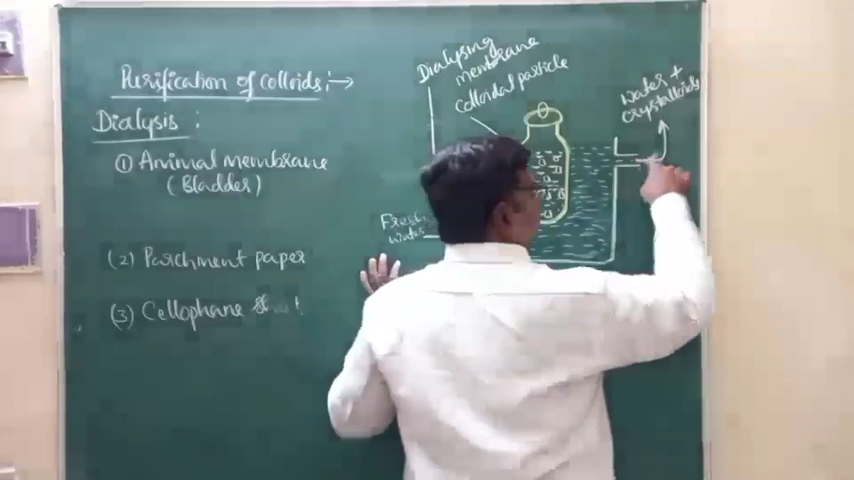 Purification of Colloids :→
Dialysis :
① Animal membrane
(Bladder)
(2) Parchment paper
(3) Cellophane
Dialysing
membrane
Colloidal particle
Water +
Crystalloids
Fresh
water